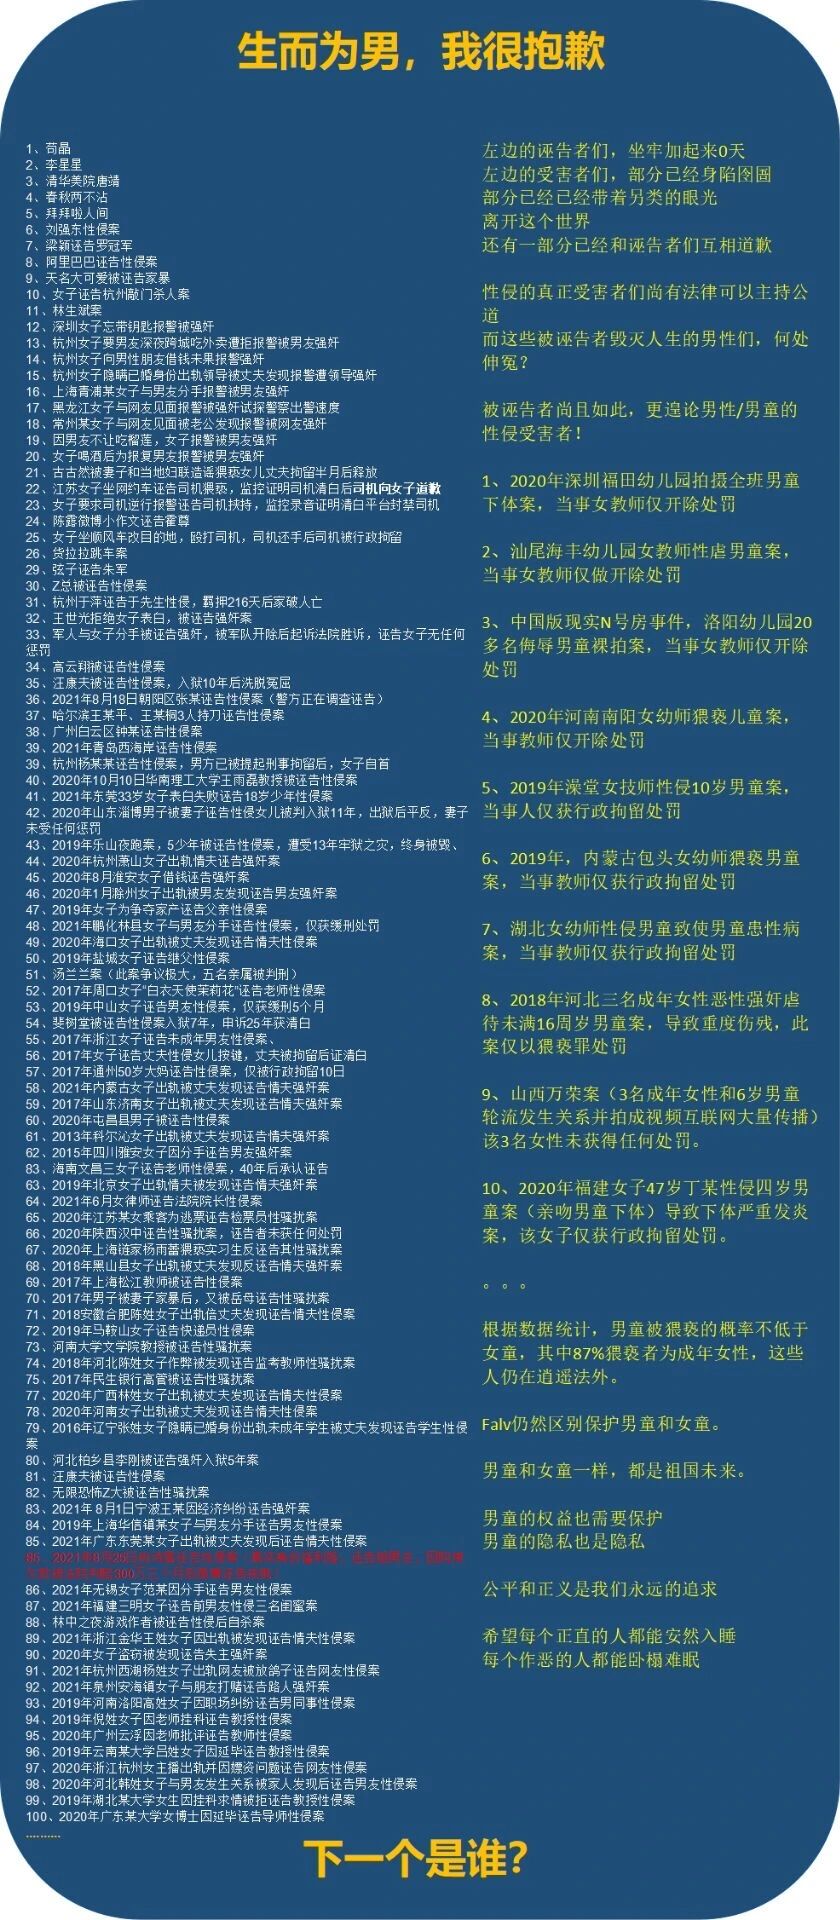 生而为男，我很抱歉
1、苟晶
2、李星星
3、清华美院唐靖
4、春秋两不沾
5、拜拜啦人间
6、刘强东性侵案
7、梁颖诬告罗冠军
8、阿里巴巴诬告性侵案
9、天名大可爱被诬告家暴
10、女子诬告杭州敲门杀人案
11、林生斌案
12、深圳女子忘带钥匙报警被强奸
13、杭州女子要男友深夜跨城吃外卖遭拒报警被男友强奸
14、杭州女子向男性朋友借钱未果报警强奸
15、杭州女子隐瞒已婚身份出轨领导被丈夫发现报警遭领导强奸
16、上海青浦某女子与男友分手报警被男友强奸
17、黑龙江女子与网友见面报警被强奸试探警察出警速度
18、常州某女子与网友见面被老公发现报警被网友强奸
19、因男友不让吃榴莲，女子报警被男友强奸
20、女子喝酒后为报复男友报警被男友强奸
21、古古然被妻子和当地妇联造谣猥亵女儿丈夫拘留半月后释放
22、江苏女子坐网约车诬告司机猥亵，监控证明司机清白后司机向女子道歉
23、女子要求司机逆行报警诬告司机挟持，监控录音证明清白平台封禁司机
24、陈露微博小作文诬告霍尊
25、女子坐顺风车改目的地，殴打司机，司机还手后司机被行政拘留
26、货拉拉跳车案
29、弦子诬告朱军
30、Z总被诬告性侵案
31、杭州于萍诬告于先生性侵，羁押216天后家破人亡
32、王世光拒绝女子表白，被诬告强奸案
33、军人与女子分手被诬告强奸，被军队开除后起诉法院胜诉，诬告女子无任何
惩罚
34、高云翔被诬告性侵案
35、汪康夫被诬告性侵案，入狱10年后洗脱冤屈
36、2021年8月18日朝阳区张某诬告性侵案（警方正在调查诬告）
37、哈尔滨王某平、王某桐3人持刀诬告性侵案
38、广州白云区钟某诬告性侵案
39、2021年青岛西海岸诬告性侵案
39、杭州杨某某诬告性侵案，男方已被提起刑事拘留后，女子自首
40、2020年10月10日华南理工大学王雨磊教授被诬告性侵案
41、2021年东莞33岁女子表白失败诬告18岁少年性侵案
42、2020年山东淄博男子被妻子诬告性侵女儿被判入狱11年，出狱后平反，妻子
未受任何惩罚
43、2019年乐山夜跑案，5少年被诬告性侵案，遭受13年牢狱之灾，终身被毁、
44、2020年杭州萧山女子出轨情夫诬告强奸案
45、2020年8月淮安女子借钱诬告强奸案
46、2020年1月滁州女子出轨被男友发现诬告男友强奸案
47、2019年女子为争夺家产诬告父亲性侵案
48、2021年鹏化林县女子与男友分手诬告性侵案，仅获缓刑处罚
49、2020年海口女子出轨被丈夫发现诬告情夫性侵案
50、2019年盐城女子诬告继父性侵案
51、汤兰兰案（此案争议极大，五名亲属被判刑）
52、2017年周口女子“白衣天使茉莉花”诬告老师性侵案
53、2019年中山女子诬告男友性侵案，仅获缓刑5个月
54、斐树堂被诬告性侵案入狱7年，申诉25年获清白
55、2017年浙江女子诬告未成年男友性侵案、
56、2017年女子诬告丈夫性侵女儿按键，丈夫被拘留后证清白
57、2017年通州50岁大妈诬告性侵案，仅被行政拘留10日
58、2021年内蒙古女子出轨被丈夫发现诬告情夫强奸案
59、2017年山东济南女子出轨被丈夫发现诬告情夫强奸案
60、2020年屯昌县男子被诬告性侵案
61、2013年科尔沁女子出轨被丈夫发现诬告情夫强奸案
62、2015年四川雅安女子因分手诬告男友强奸案
83、海南文昌三女子诬告老师性侵案，40年后承认诬告
63、2019年北京女子出轨情夫被发现诬告情夫强奸案
64、2021年6月女律师诬告法院院长性侵案
65、2020年江苏某女乘客为逃票诬告检票员性骚扰案
66、2020年陕西汉中诬告性骚扰案，诬告者未获任何处罚
67、2020年上海链家杨雨蕾猥亵实习生反诬告其性骚扰案
68、2018年黑山县女子出轨被丈夫发现反诬告情夫强奸案
69、2017年上海松江教师被诬告性侵案
70、2017年男子被妻子家暴后，又被岳母诬告性骚扰案
71、2018安徽合肥陈姓女子出轨信丈夫发现诬告情夫性侵案
72、2019年马鞍山女子诬告快递员性侵案
73、河南大学文学院教授被诬告性骚扰案
74、2018年河北陈姓女子作弊被发现诬告监考教师性骚扰案
75、2017年民生银行高管被诬告性骚扰案
77、2020年广西林姓女子出轨被丈夫发现诬告情夫性侵案
78、2020年河南女子出轨被丈夫发现诬告情夫性侵案
79、2016年辽宁张姓女子隐瞒已婚身份出轨未成年学生被丈夫发现诬告学生性侵
案
80、河北柏乡县李刚被诬告强奸入狱5年案
81、汪康夫被诬告性侵案
82、无限恐怖Z大被诬告性骚扰案
83、2021年8月1日宁波王某因经济纠纷诬告强奸案
84、2019年上海华信镇某女子与男友分手诬告男友性侵案
85、2021年广东东莞某女子出轨被丈夫发现诬告情夫性侵案
86、2021年无锡女子范某因分手诬告男友性侵案
87、2021年福建三明女子诬告前男友性侵三名闺蜜案
88、林中之夜游戏作者被诬告性侵后自杀案
89、2021年浙江金华王姓女子因出轨被发现诬告情夫性侵案
90、2020年女子盗窃被发现诬告失主强奸案
91、2021年杭州西湖杨姓女子出轨网友被放鸽子诬告网友性侵案
92、2021年泉州安海镇女子与朋友打赌诬告路人强奸案
93、2019年河南洛阳高姓女子因职场纠纷诬告男同事性侵案
94、2019年倪姓女子因老师挂科诬告教授性侵案
95、2020年广州云浮因老师批评诬告教师性侵案
96、2019年云南某大学吕姓女子因延毕诬告教授性侵案
97、2020年浙江杭州女主播出轨并因嫖资问题诬告网友性侵案
98、2020年河北韩姓女子与男友发生关系被家人发现后诬告男友性侵案
99、2019年湖北某大学女生因挂科求情被拒诬告教授性侵案
100、2020年广东某大学女博士因延毕诬告导师性侵案
………
左边的诬告者们，坐牢加起来0天
左边的受害者们，部分已经身陷囹圄
部分已经已经带着另类的眼光
离开这个世界
还有一部分已经和诬告者们互相道歉
性侵的真正受害者们尚有法律可以主持公
道
而这些被诬告者毁灭人生的男性们，何处
伸冤？
被诬告者尚且如此，更遑论男性/男童的
性侵受害者！
1、2020年深圳福田幼儿园拍摄全班男童
下体案，当事女教师仅开除处罚
2、汕尾海丰幼儿园女教师性虐男童案，
当事女教师仅做开除处罚
3、中国版现实N号房事件，洛阳幼儿园20
多名侮辱男童裸拍案，当事女教师仅开除
处罚
4、2020年河南南阳女幼师猥亵儿童案，
当事教师仅开除处罚
5、2019年澡堂女技师性侵10岁男童案，
当事人仅获行政拘留处罚
6、2019年，内蒙古包头女幼师猥亵男童
案，当事教师仅获行政拘留处罚
7、湖北女幼师性侵男童致使男童患性病
案，当事教师仅获行政拘留处罚
8、2018年河北三名成年女性恶性强奸虐
待未满16周岁男童案，导致重度伤残，此
案仅以猥亵罪处罚
9、山西万荣案（3名成年女性和6岁男童
轮流发生关系并拍成视频互联网大量传播）
该3名女性未获得任何处罚。
10、2020年福建女子47岁丁某性侵四岁男
童案（亲吻男童下体）导致下体严重发炎
案，该女子仅获行政拘留处罚。
。。。
根据数据统计，男童被猥亵的概率不低于
女童，其中87%猥亵者为成年女性，这些
人仍在逍遥法外。
Falv仍然区别保护男童和女童。
男童和女童一样，都是祖国未来。
男童的权益也需要保护
男童的隐私也是隐私
公平和正义是我们永远的追求
希望每个正直的人都能安然入睡
每个作恶的人都能卧榻难眠
下一个是谁？